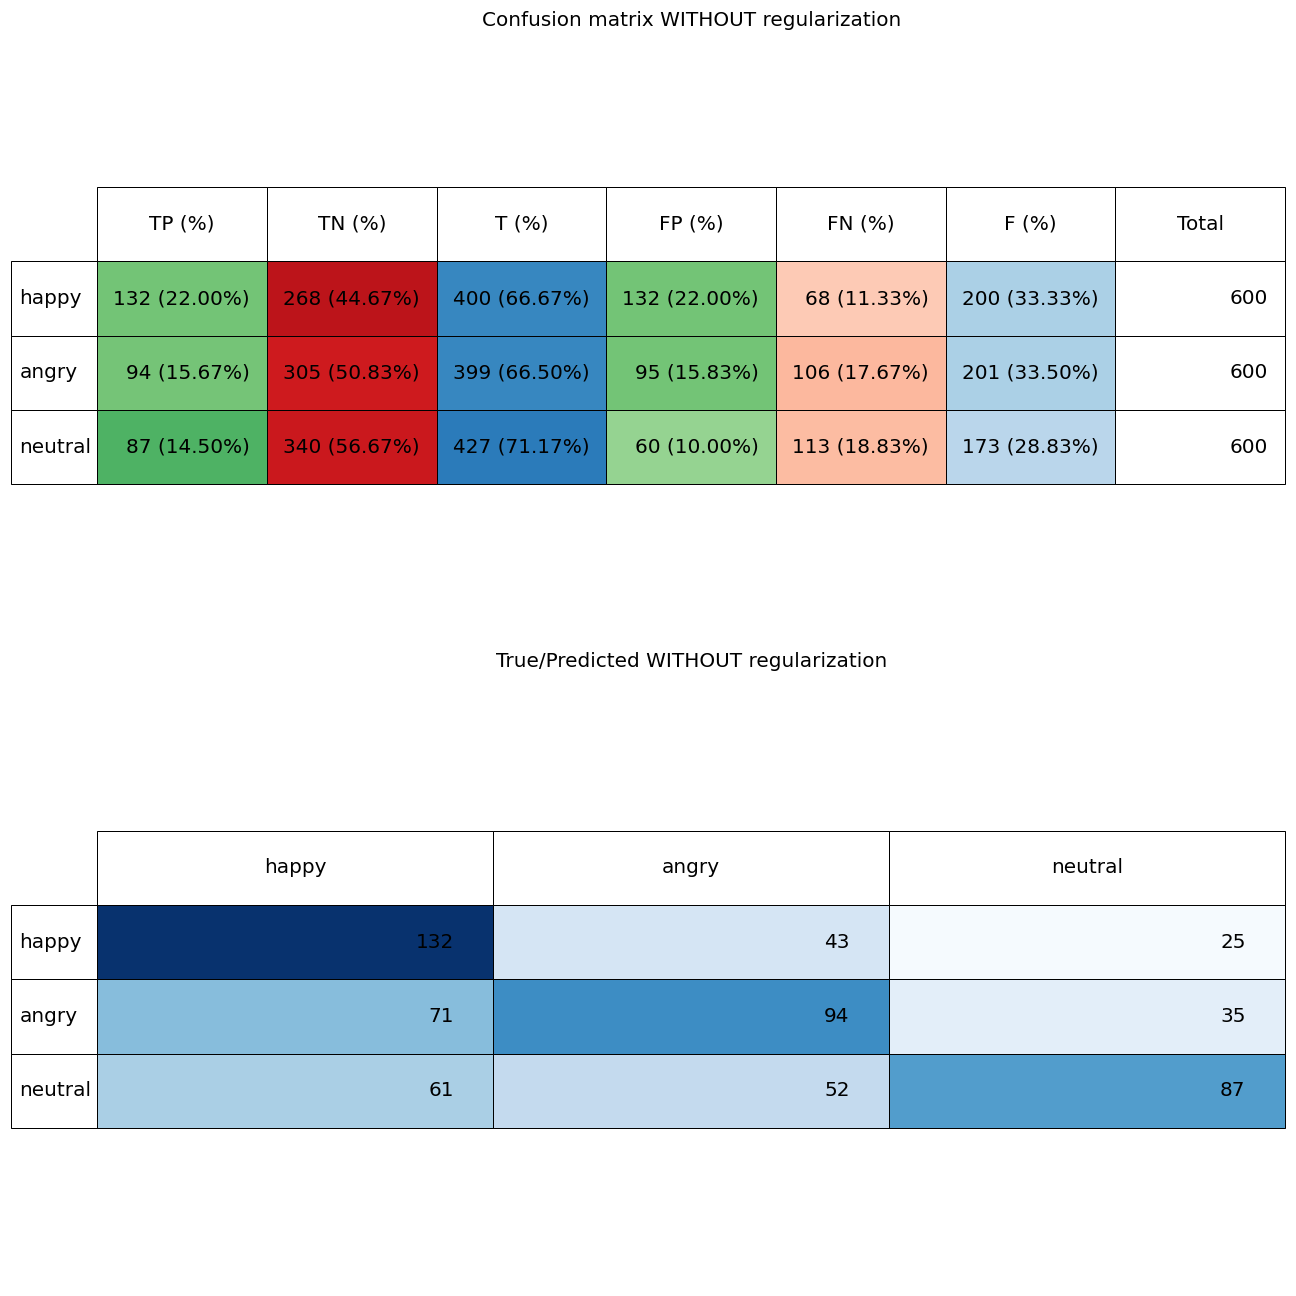 Confusion matrix WITHOUT regularization
TP (%) TN (%) T (%) FP (%) FN (%) F (%) Total
happy 132 (22.00%) 268 (44.67%) 400 (66.67%) 132 (22.00%) 68 (11.33%) 200 (33.33%) 600
angry 94 (15.67%) 305 (50.83%) 399 (66.50%) 95 (15.83%) 106 (17.67%) 201 (33.50%) 600
neutral 87 (14.50%) 340 (56.67%) 427 (71.17%) 60 (10.00%) 113 (18.83%) 173 (28.83%) 600
True/Predicted WITHOUT regularization
happy angry neutral
happy 132 43 25
angry 71 94 35
neutral 61 52 87